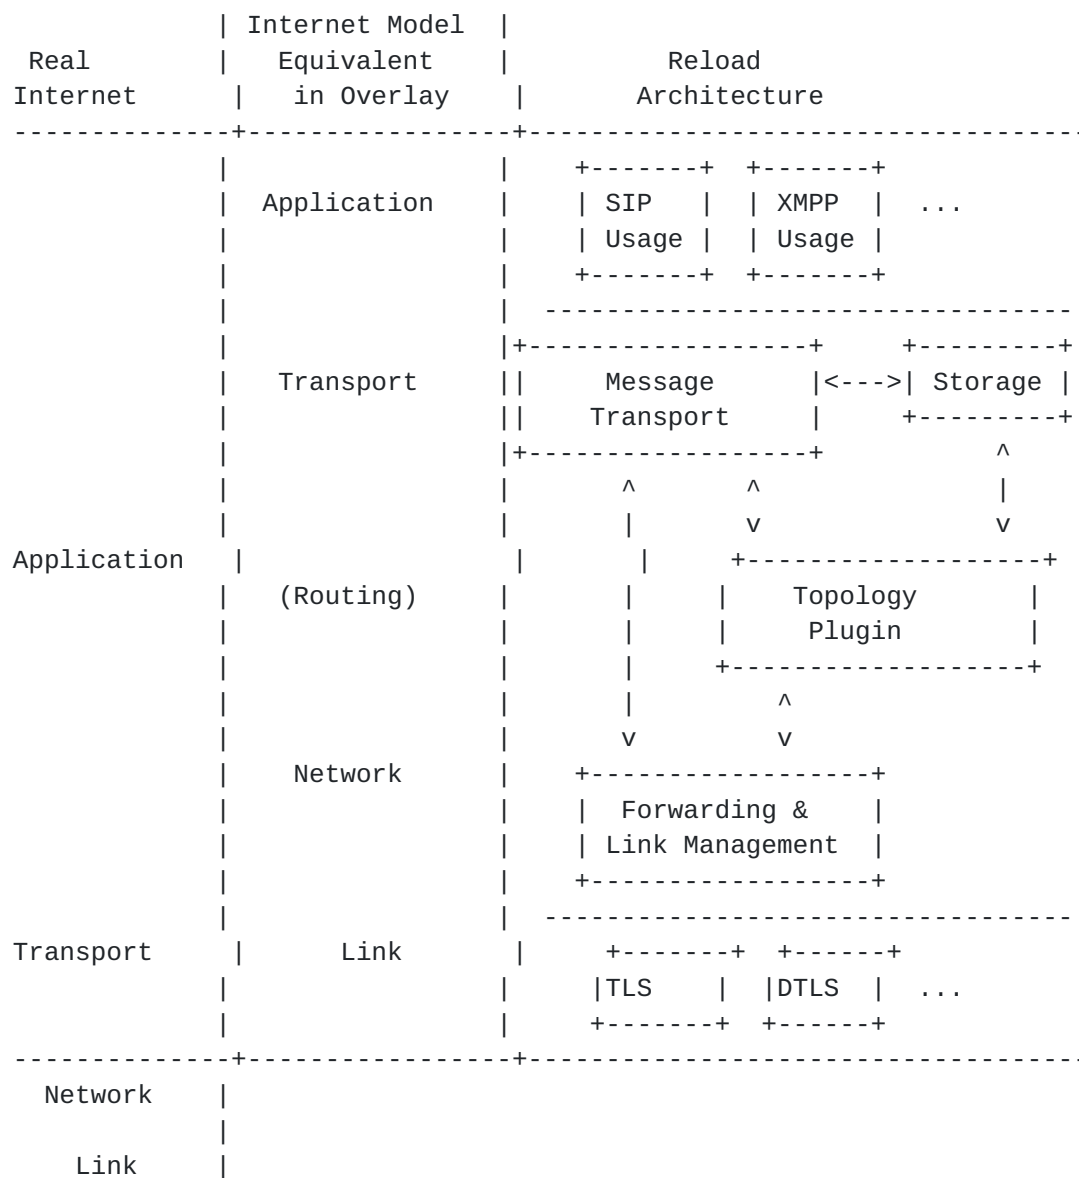 | Internet Model  |
 Real         |   Equivalent    |          Reload
Internet      |   in Overlay    |       Architecture
--------------+-----------------+------------------------------------
              |                 |    +-------+  +-------+
              |  Application    |    | SIP   |  | XMPP  |  ...
              |                 |    | Usage |  | Usage |
              |                 |    +-------+  +-------+
              |                 |  ----------------------------------
              |                 |+------------------+     +---------+
              |   Transport     ||     Message      |<--->| Storage |
              |                 ||    Transport     |     +---------+
              |                 |+------------------+           ^
              |                 |       ^       ^               |
              |                 |       |       v               v
Application   |                 |       |     +-------------------+
              |   (Routing)     |       |     |    Topology       |
              |                 |       |     |     Plugin        |
              |                 |       |     +-------------------+
              |                 |       |         ^
              |                 |       v         v
              |    Network      |    +------------------+
              |                 |    |  Forwarding &    |
              |                 |    | Link Management  |
              |                 |    +------------------+
              |                 |  ----------------------------------
Transport     |      Link       |     +-------+  +------+
              |                 |     |TLS    |  |DTLS  |  ...
              |                 |     +-------+  +------+
--------------+-----------------+------------------------------------
  Network     |
              |
    Link      |